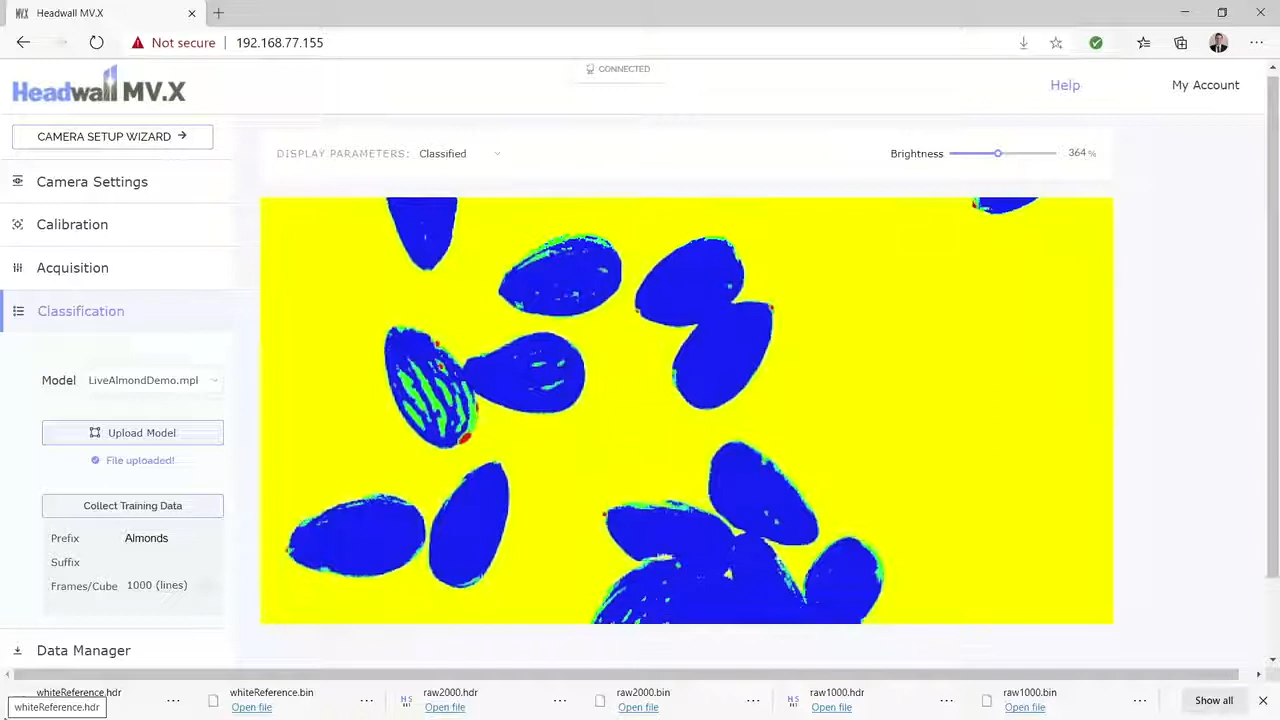 MV.X Headwall MV.X
Not secure 192.168.77.155
Headwall MV.X
CONNECTED
Help
My Account
CAMERA SETUP WIZARD
DISPLAY PARAMETERS: Classified
Brightness 364 %
Camera Settings
Calibration
Acquisition
Classification
Model LiveAlmondDemo.mpl
Upload Model
File uploaded!
Collect Training Data
Prefix Almonds
Suffix
Frames/Cube 1000 (lines)
Data Manager
whiteReference.hdr
whiteReference.hdr
whiteReference.bin
Open file
HS
raw2000.hdr
Open file
raw2000.bin
Open file
HS
raw1000.hdr
Open file
raw1000.bin
Open file
Show all